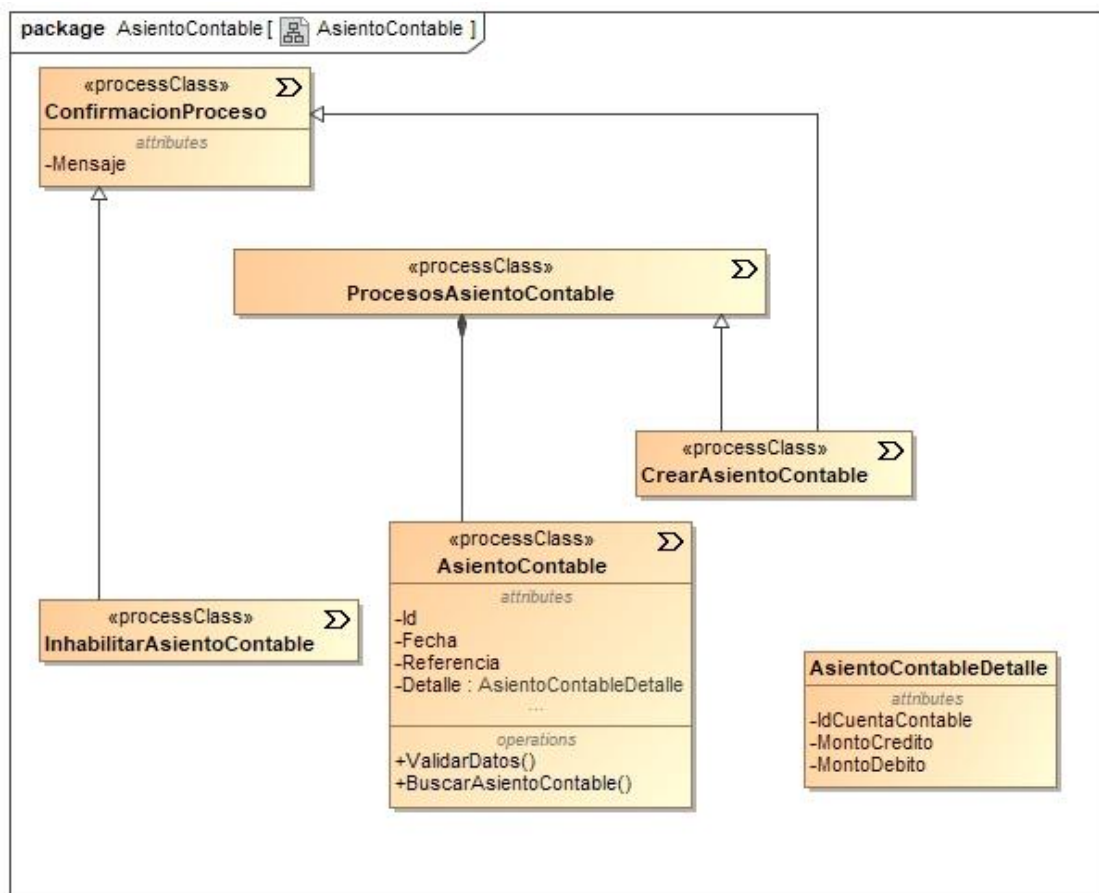 package AsientoContable [ AsientoContable ]
«processClass»
ConfirmacionProceso
attributes
-Mensaje
«processClass»
ProcesosAsientoContable
«processClass»
CrearAsientoContable
«processClass»
AsientoContable
attributes
-Id
-Fecha
-Referencia
-Detalle : AsientoContableDetalle
...
operations
+ValidarDatos()
+BuscarAsientoContable()
«processClass»
InhabilitarAsientoContable
AsientoContableDetalle
attributes
-IdCuentaContable
-MontoCredito
-MontoDebito